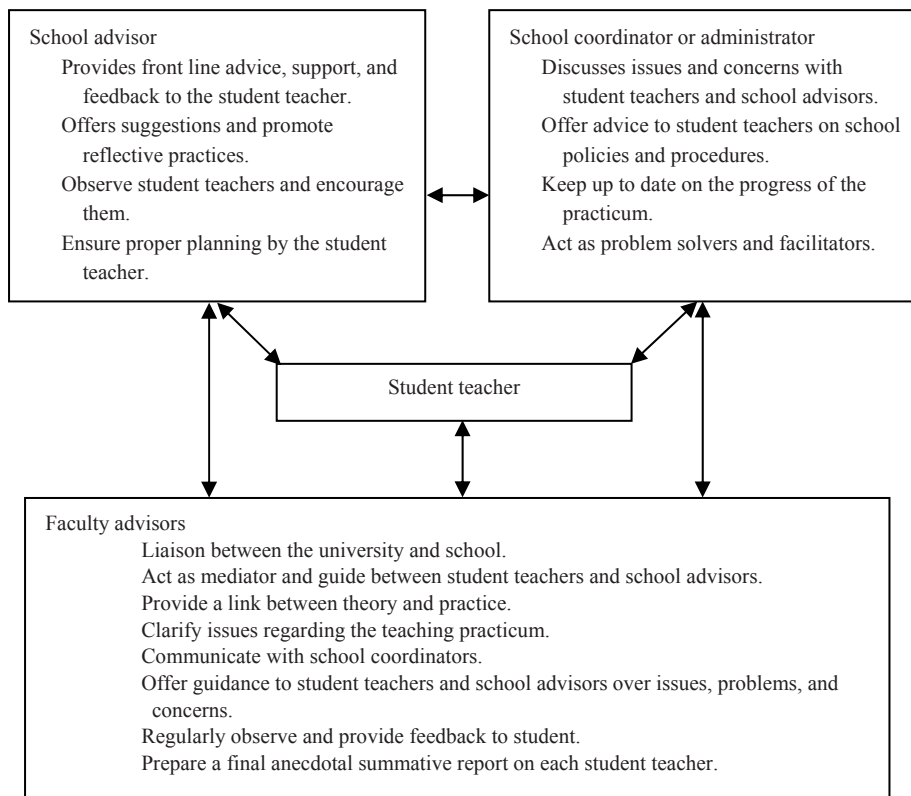 School advisor
Provides front line advice, support, and
feedback to the student teacher.
Offers suggestions and promote
reflective practices.
Observe student teachers and encourage
them.
Ensure proper planning by the student
teacher.
School coordinator or administrator
Discusses issues and concerns with
student teachers and school advisors.
Offer advice to student teachers on school
policies and procedures.
Keep up to date on the progress of the
practicum.
Act as problem solvers and facilitators.
Student teacher
Faculty advisors
Liaison between the university and school.
Act as mediator and guide between student teachers and school advisors.
Provide a link between theory and practice.
Clarify issues regarding the teaching practicum.
Communicate with school coordinators.
Offer guidance to student teachers and school advisors over issues, problems, and
concerns.
Regularly observe and provide feedback to student.
Prepare a final anecdotal summative report on each student teacher.